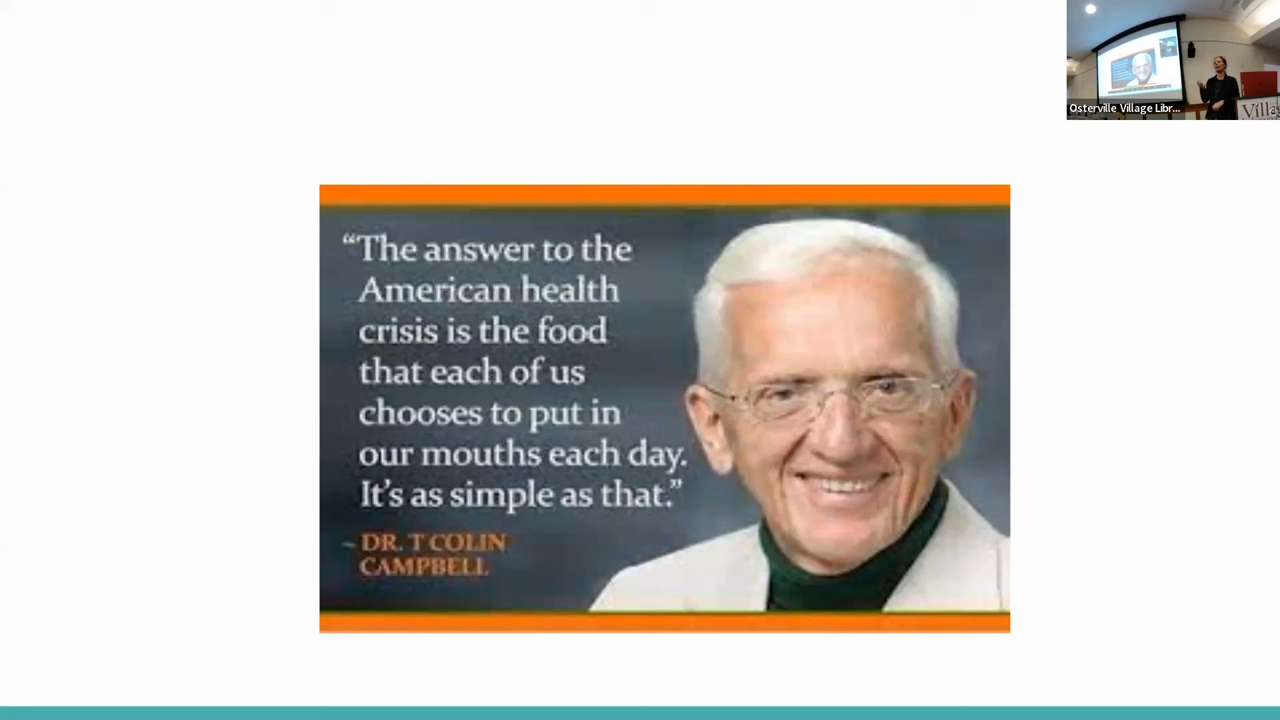 “The answer to the
American health
crisis is the food
that each of us
chooses to put in
our mouths each day.
It’s as simple as that.”
~ DR. T COLIN
CAMPBELL
Osterville Village Libr...